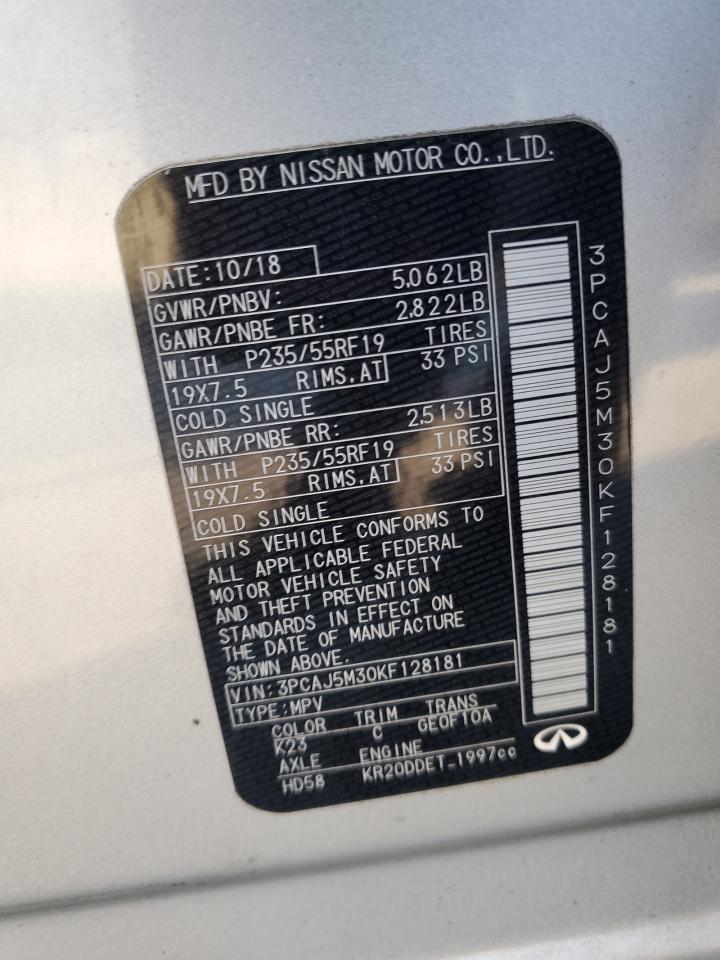 MFD BY NISSAN MOTOR CO.,LTD.
DATE:10/18
GVWR/PNBV: 5,062LB
GAWR/PNBE FR: 2,822LB
WITH P235/55RF19 TIRES
19X7.5 RIMS,AT 33 PSI
COLD SINGLE
GAWR/PNBE RR: 2,513LB
WITH P235/55RF19 TIRES
19X7.5 RIMS,AT 33 PSI
COLD SINGLE
THIS VEHICLE CONFORMS TO
ALL APPLICABLE FEDERAL
MOTOR VEHICLE SAFETY
AND THEFT PREVENTION
STANDARDS IN EFFECT ON
THE DATE OF MANUFACTURE
SHOWN ABOVE.
VIN:3PCAJ5M30KF128181
TYPE:MPV
COLOR TRIM TRANS
K23 C GE0F10A
AXLE ENGINE
HD58 KR20DDET-1997cc
3PCAJ5M30KF128181